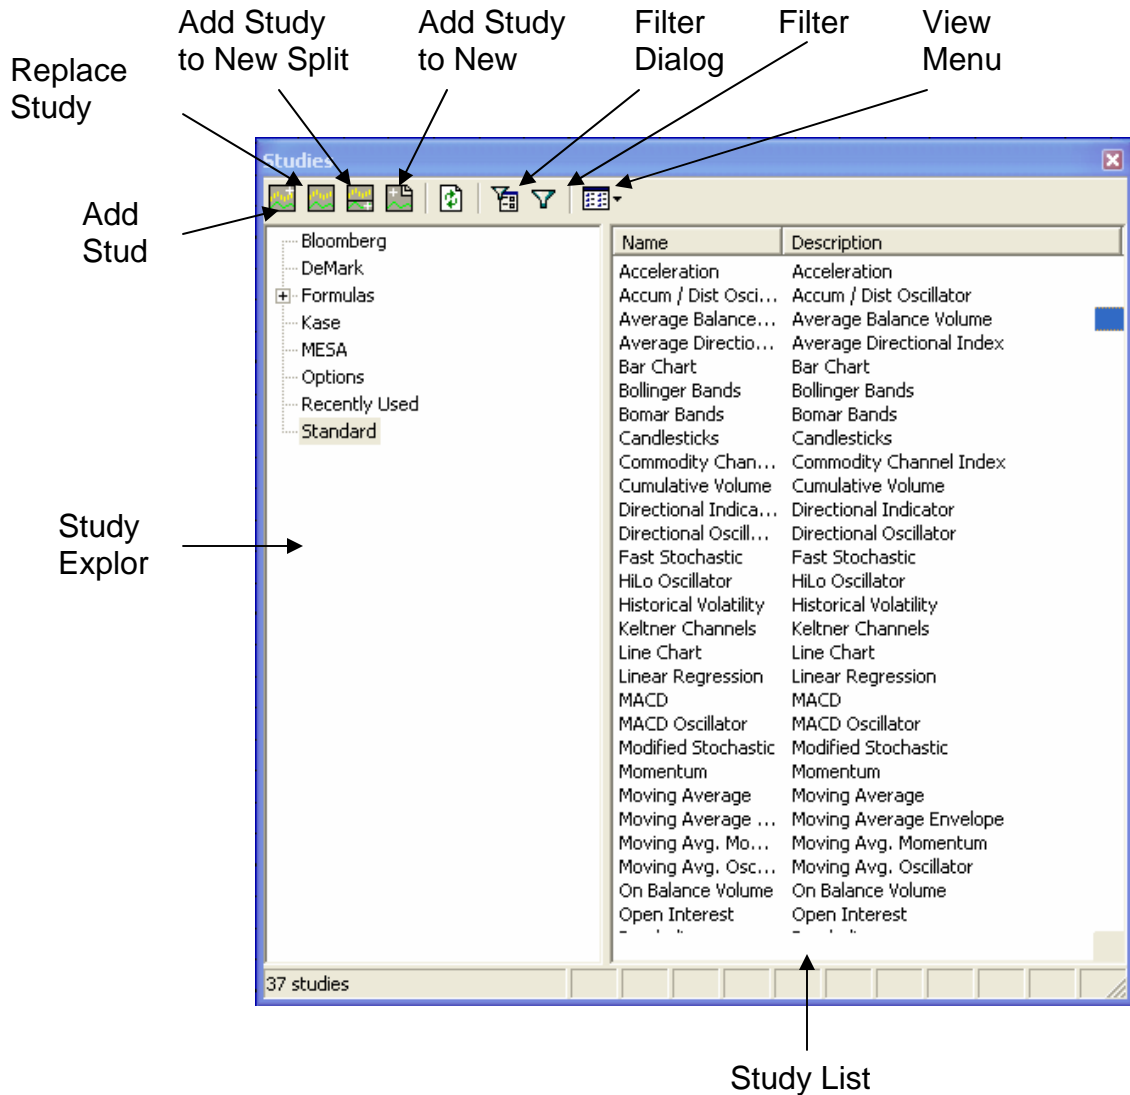 Add Study
to New Split
Add Study
to New
Filter
Dialog
Filter
View
Menu
Replace
Study
Add
Stud
Study
Explor
Studies
Bloomberg
DeMark
Formulas
Kase
MESA
Options
Recently Used
Standard
Name Description
Acceleration Acceleration
Accum / Dist Osci... Accum / Dist Oscillator
Average Balance... Average Balance Volume
Average Directio... Average Directional Index
Bar Chart Bar Chart
Bollinger Bands Bollinger Bands
Bomar Bands Bomar Bands
Candlesticks Candlesticks
Commodity Chan... Commodity Channel Index
Cumulative Volume Cumulative Volume
Directional Indica... Directional Indicator
Directional Oscill... Directional Oscillator
Fast Stochastic Fast Stochastic
HiLo Oscillator HiLo Oscillator
Historical Volatility Historical Volatility
Keltner Channels Keltner Channels
Line Chart Line Chart
Linear Regression Linear Regression
MACD MACD
MACD Oscillator MACD Oscillator
Modified Stochastic Modified Stochastic
Momentum Momentum
Moving Average Moving Average
Moving Average ... Moving Average Envelope
Moving Avg. Mo... Moving Avg. Momentum
Moving Avg. Osc... Moving Avg. Oscillator
On Balance Volume On Balance Volume
Open Interest Open Interest
37 studies
Study List